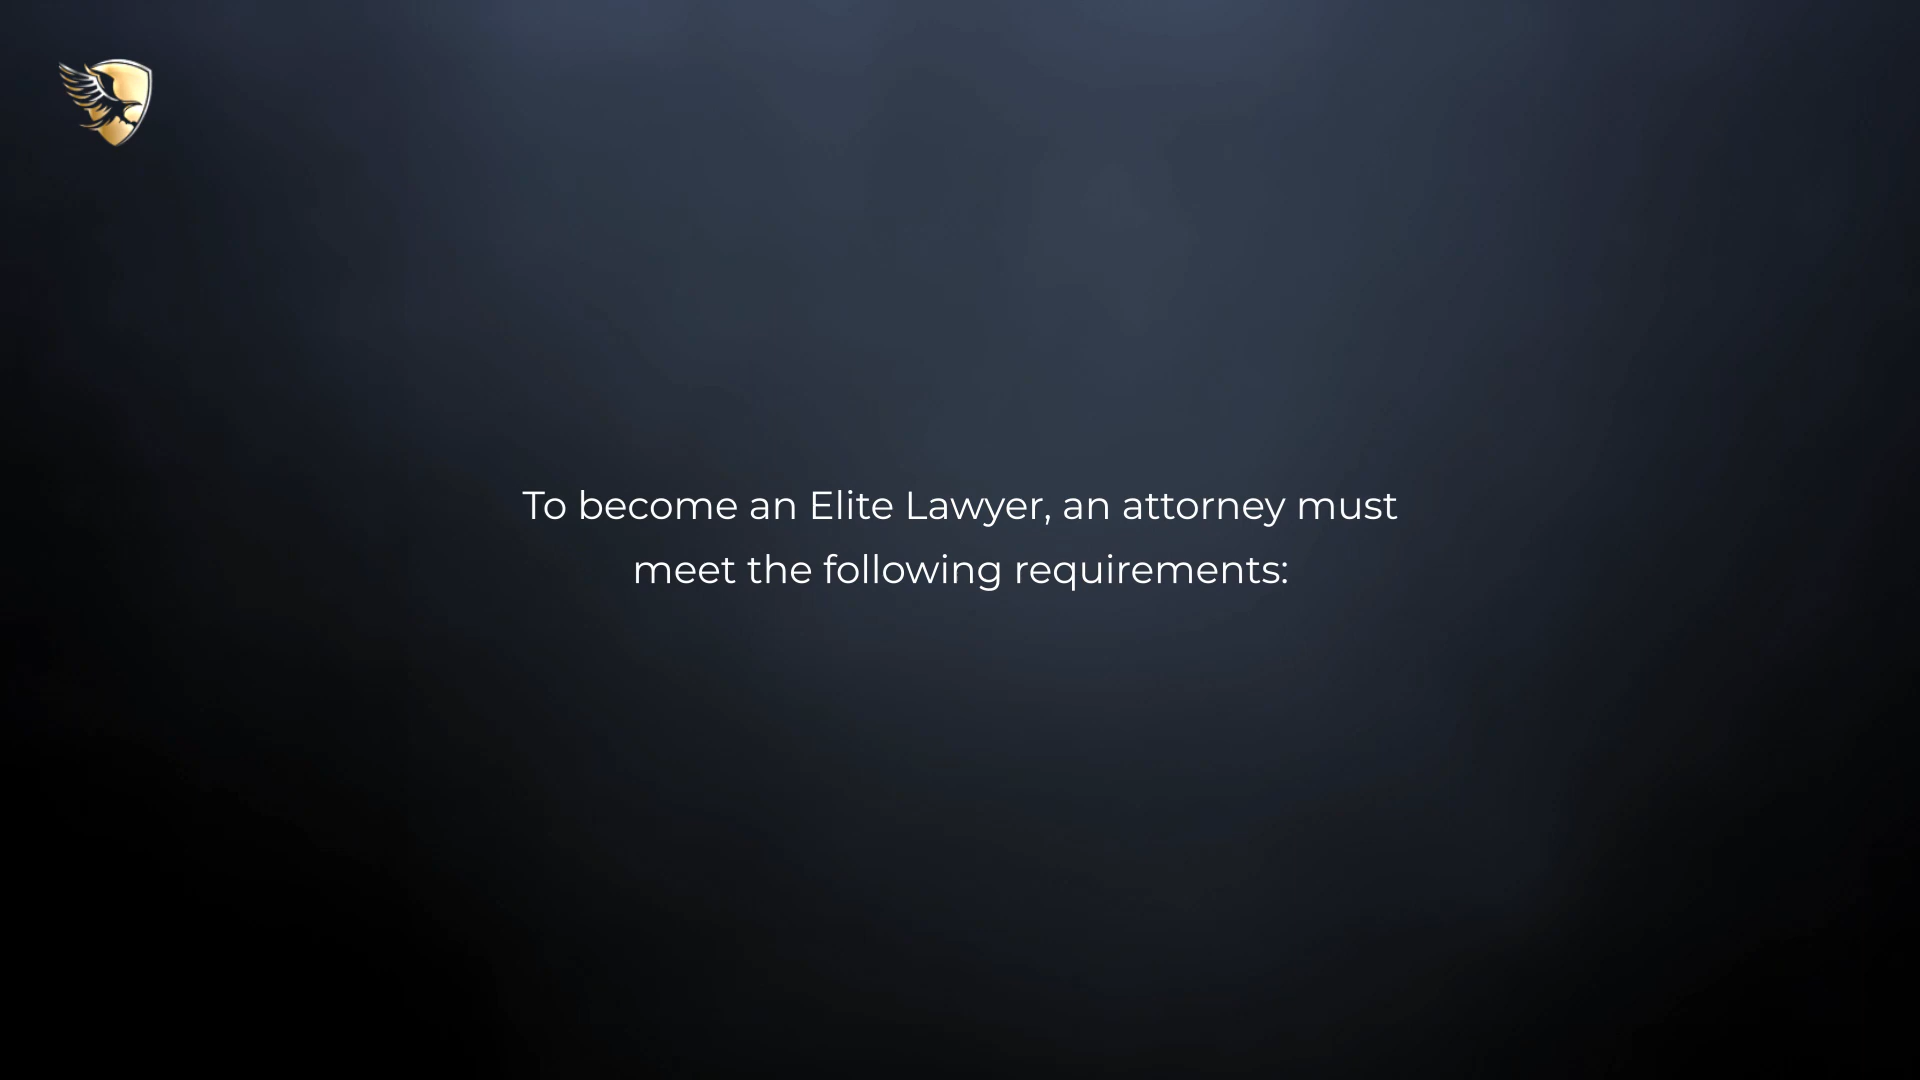 To become an Elite Lawyer, an attorney must
meet the following requirements: